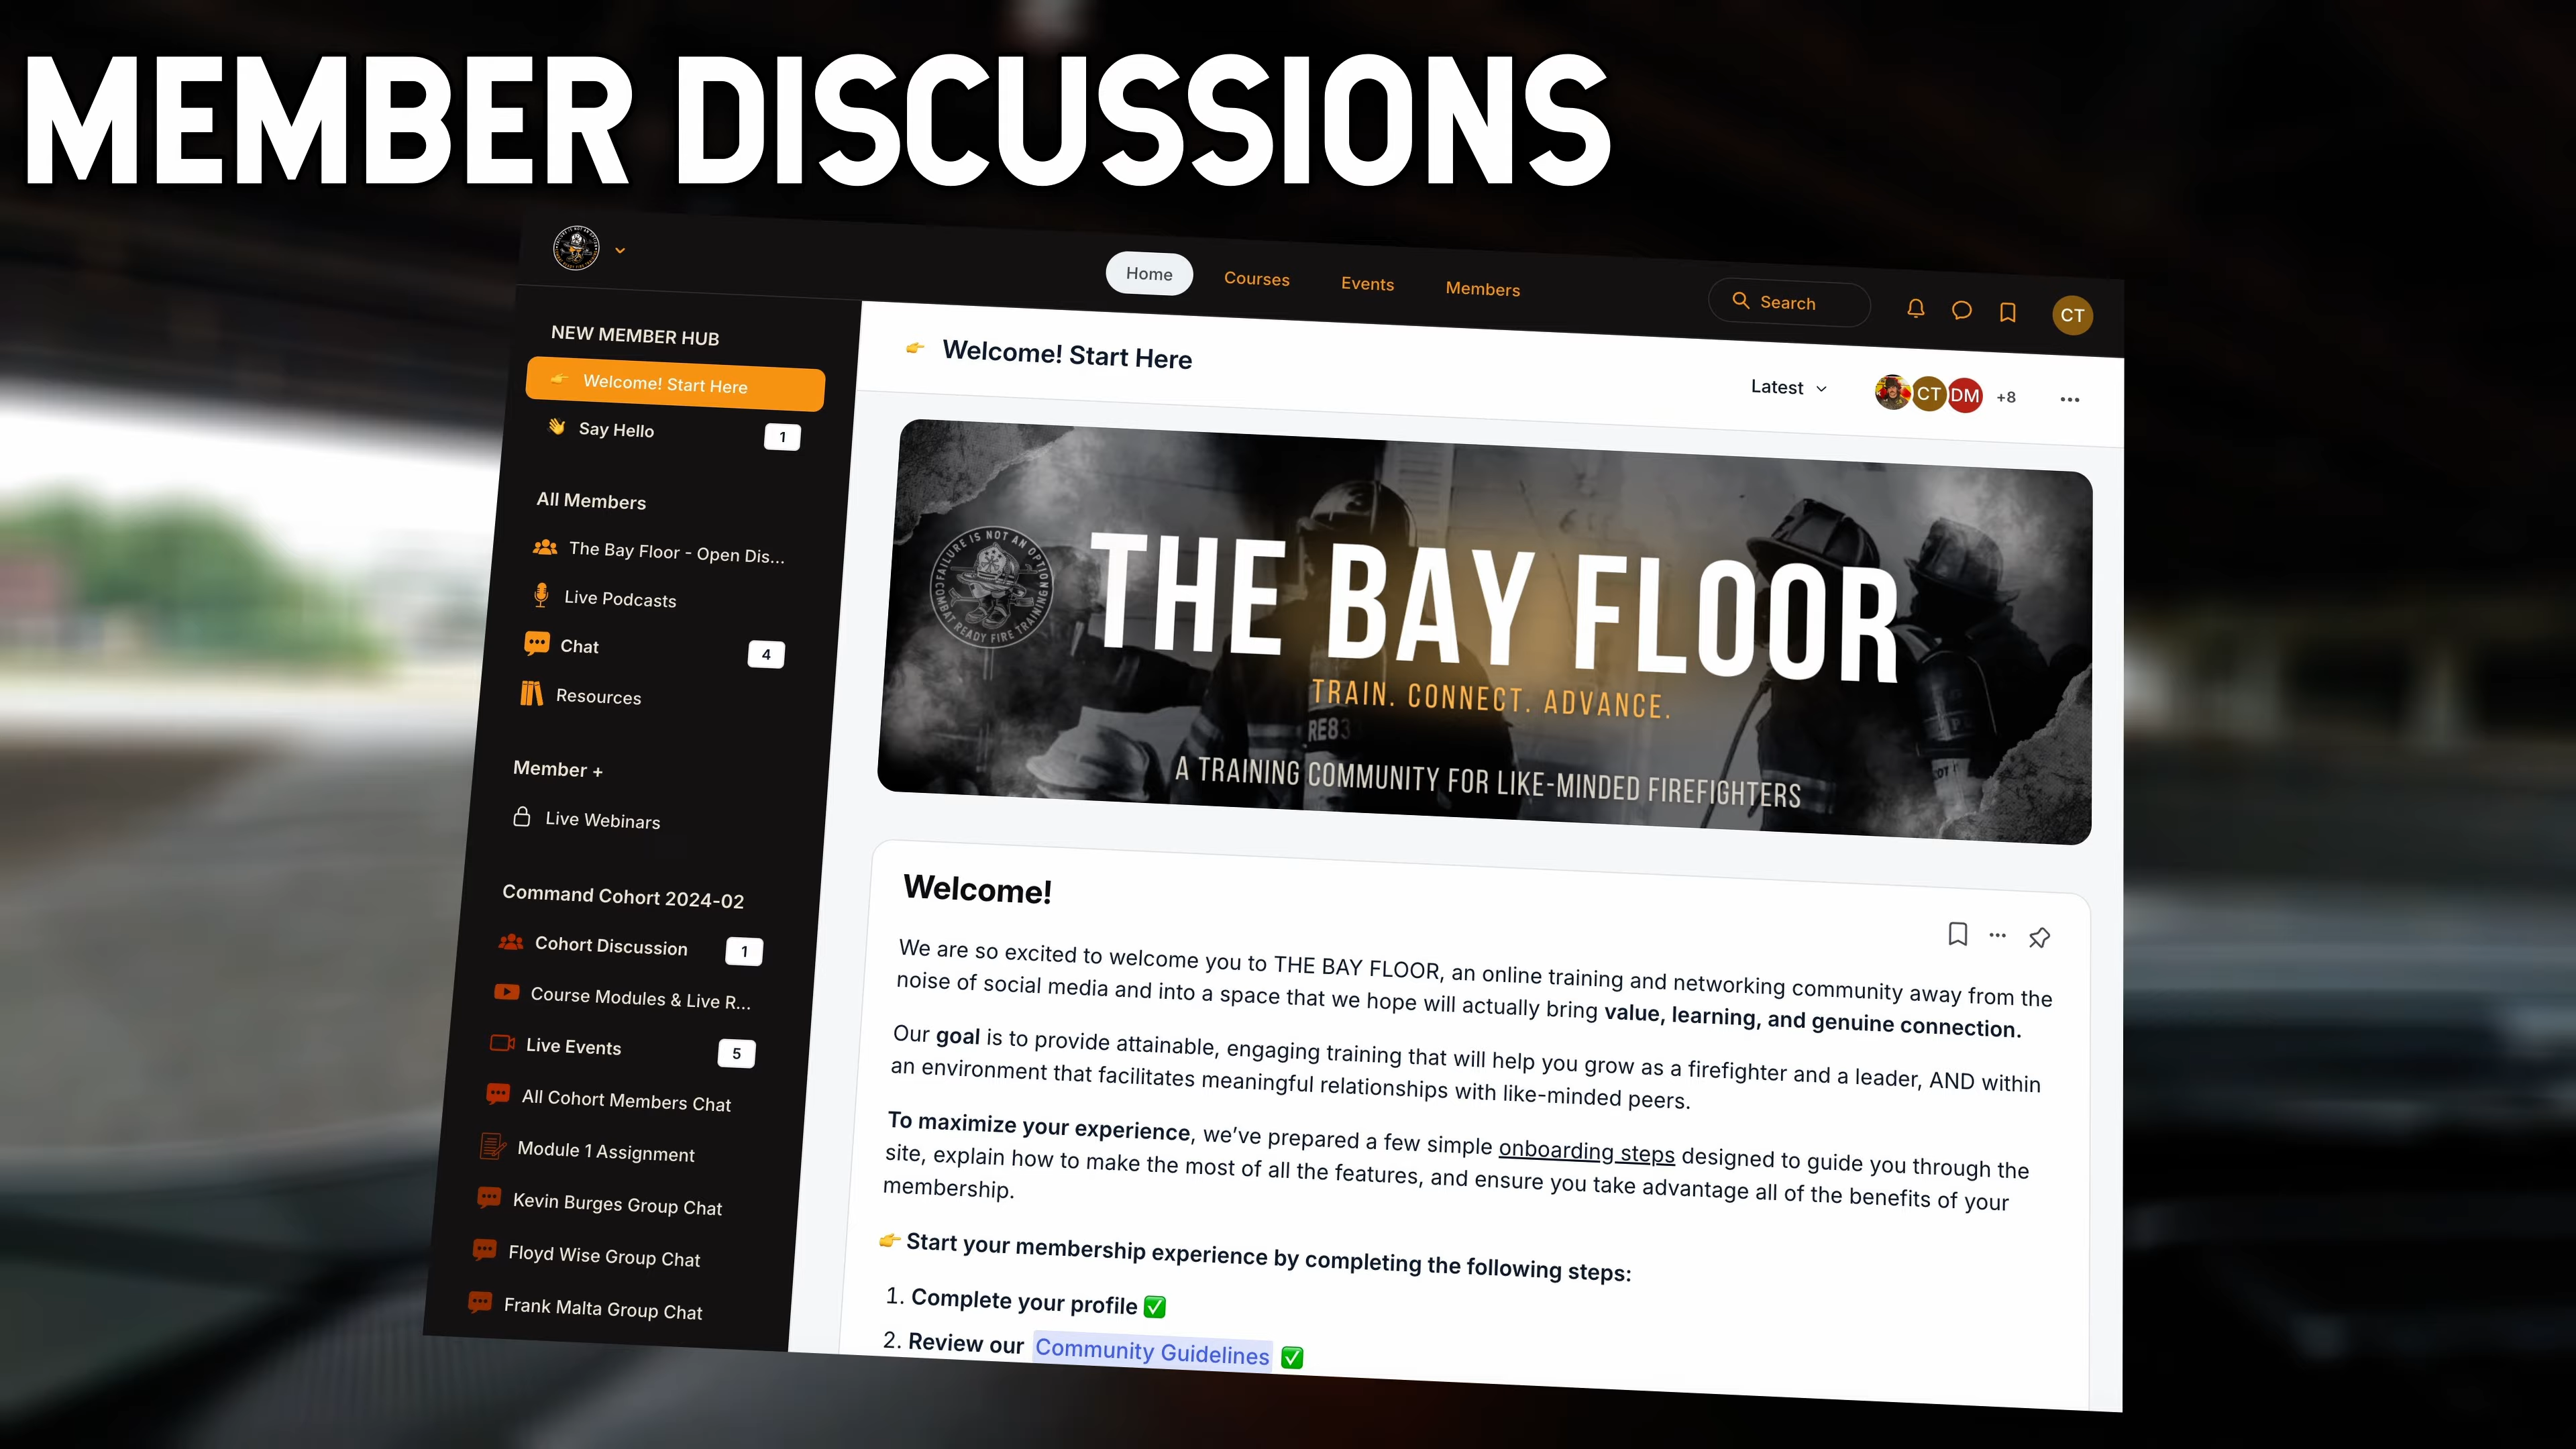 MEMBER DISCUSSIONS
Home
Courses
Events
Members
Search
CT
NEW MEMBER HUB
Welcome! Start Here
Say Hello
1
All Members
The Bay Floor - Open Dis...
Live Podcasts
Chat
4
Resources
Member +
Live Webinars
Command Cohort 2024-02
Cohort Discussion
1
Course Modules & Live R...
Live Events
5
All Cohort Members Chat
Module 1 Assignment
Kevin Burges Group Chat
Floyd Wise Group Chat
Frank Malta Group Chat
Welcome! Start Here
Latest
CT
DM
+8
FAILURE IS NOT AN OPTION
COMBAT READY FIRE TRAINING
THE BAY FLOOR
TRAIN. CONNECT. ADVANCE.
RE83
A TRAINING COMMUNITY FOR LIKE-MINDED FIREFIGHTERS
Welcome!
We are so excited to welcome you to THE BAY FLOOR, an online training and networking community away from the
noise of social media and into a space that we hope will actually bring value, learning, and genuine connection.
Our goal is to provide attainable, engaging training that will help you grow as a firefighter and a leader, AND within
an environment that facilitates meaningful relationships with like-minded peers.
To maximize your experience, we've prepared a few simple onboarding steps designed to guide you through the
site, explain how to make the most of all the features, and ensure you take advantage all of the benefits of your
membership.
Start your membership experience by completing the following steps:
1. Complete your profile
2. Review our Community Guidelines